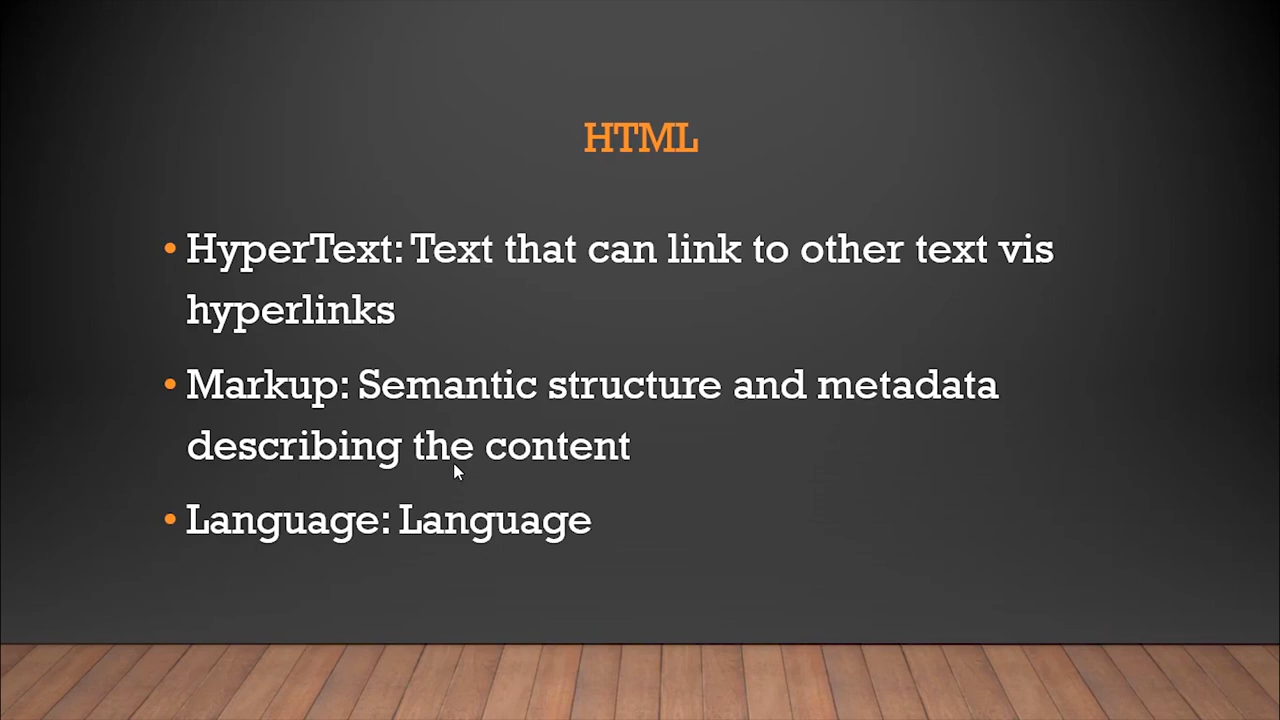 HTML
• HyperText: Text that can link to other text vis
hyperlinks
• Markup: Semantic structure and metadata
describing the content
• Language: Language